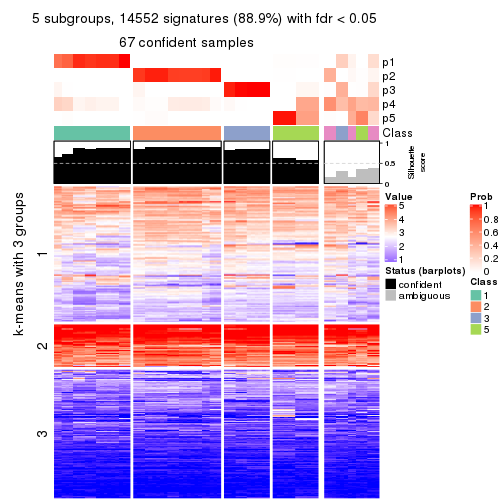 5 subgroups, 14552 signatures (88.9%) with fdr < 0.05
67 confident samples
p1
p2
p3
p4
p5
Class
1
0.5
0
Silhouette
score
k-means with 3 groups
1
2
3
Value
5
4
3
2
1
Status (barplots)
confident
ambiguous
Prob
1
0.8
0.6
0.4
0.2
0
Class
1
2
3
5